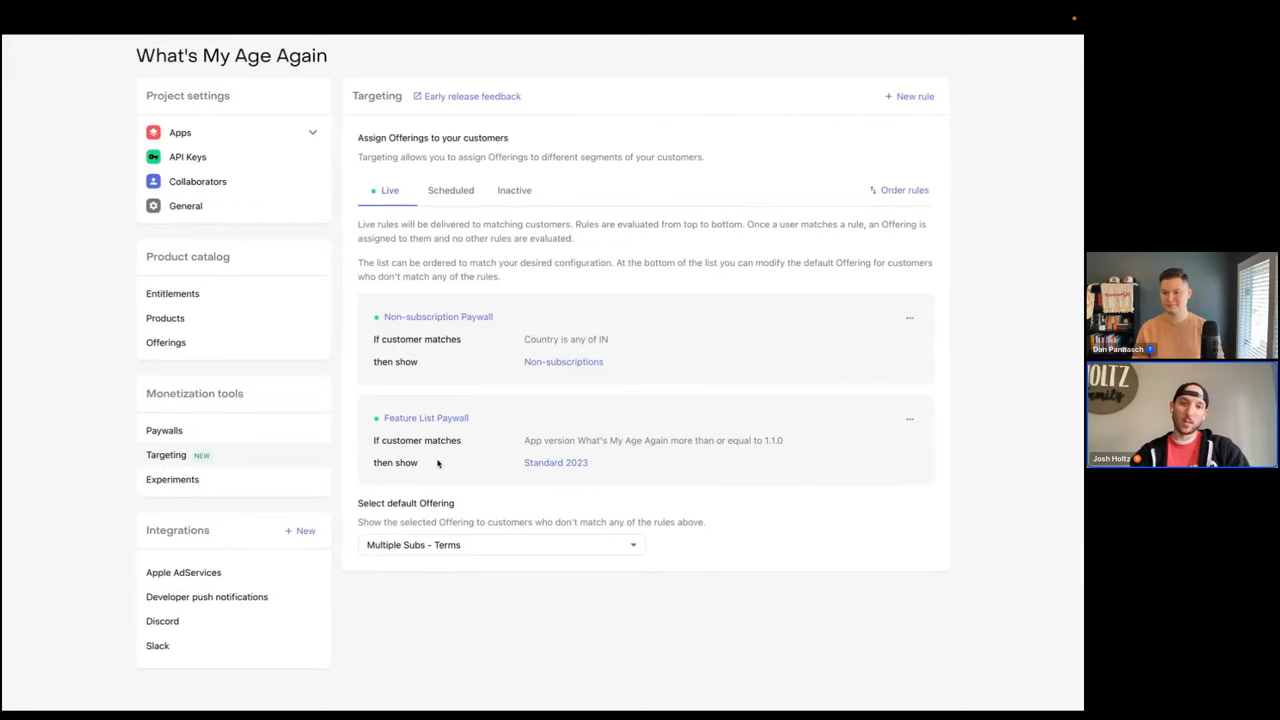 What's My Age Again
Project settings
Apps
API Keys
Collaborators
General
Product catalog
Entitlements
Products
Offerings
Monetization tools
Paywalls
Targeting NEW
Experiments
Integrations + New
Apple AdServices
Developer push notifications
Discord
Slack
Targeting Early release feedback + New rule
Assign Offerings to your customers
Targeting allows you to assign Offerings to different segments of your customers.
Live Scheduled Inactive Order rules
Live rules will be delivered to matching customers. Rules are evaluated from top to bottom. Once a user matches a rule, an Offering is
assigned to them and no other rules are evaluated.
The list can be ordered to match your desired configuration. At the bottom of the list you can modify the default Offering for customers
who don't match any of the rules.
Non-subscription Paywall
If customer matches Country is any of IN
then show Non-subscriptions
Feature List Paywall
If customer matches App version What's My Age Again more than or equal to 1.1.0
then show Standard 2023
Select default Offering
Show the selected Offering to customers who don't match any of the rules above.
Multiple Subs - Terms
Dan Pannasch
HOLTZ
family
Josh Holtz